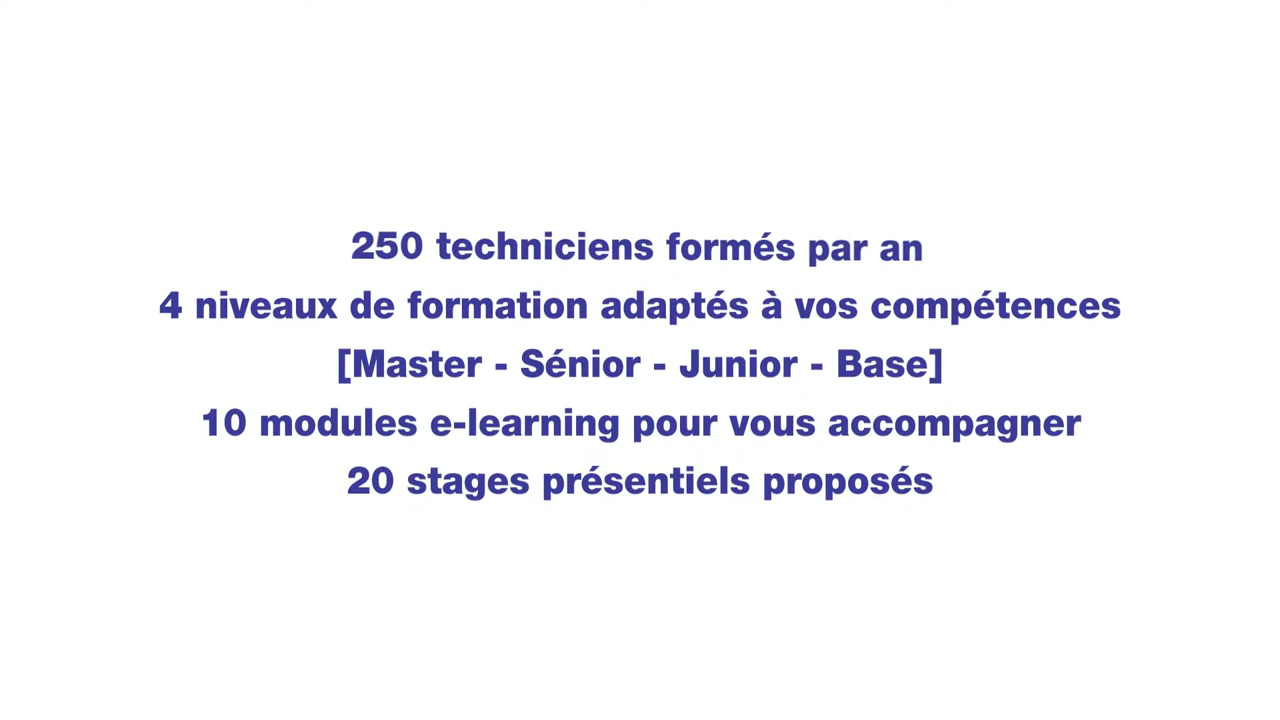 250 techniciens formés par an
4 niveaux de formation adaptés à vos compétences
[Master - Sénior - Junior - Base]
10 modules e-learning pour vous accompagner
20 stages présentiels proposés